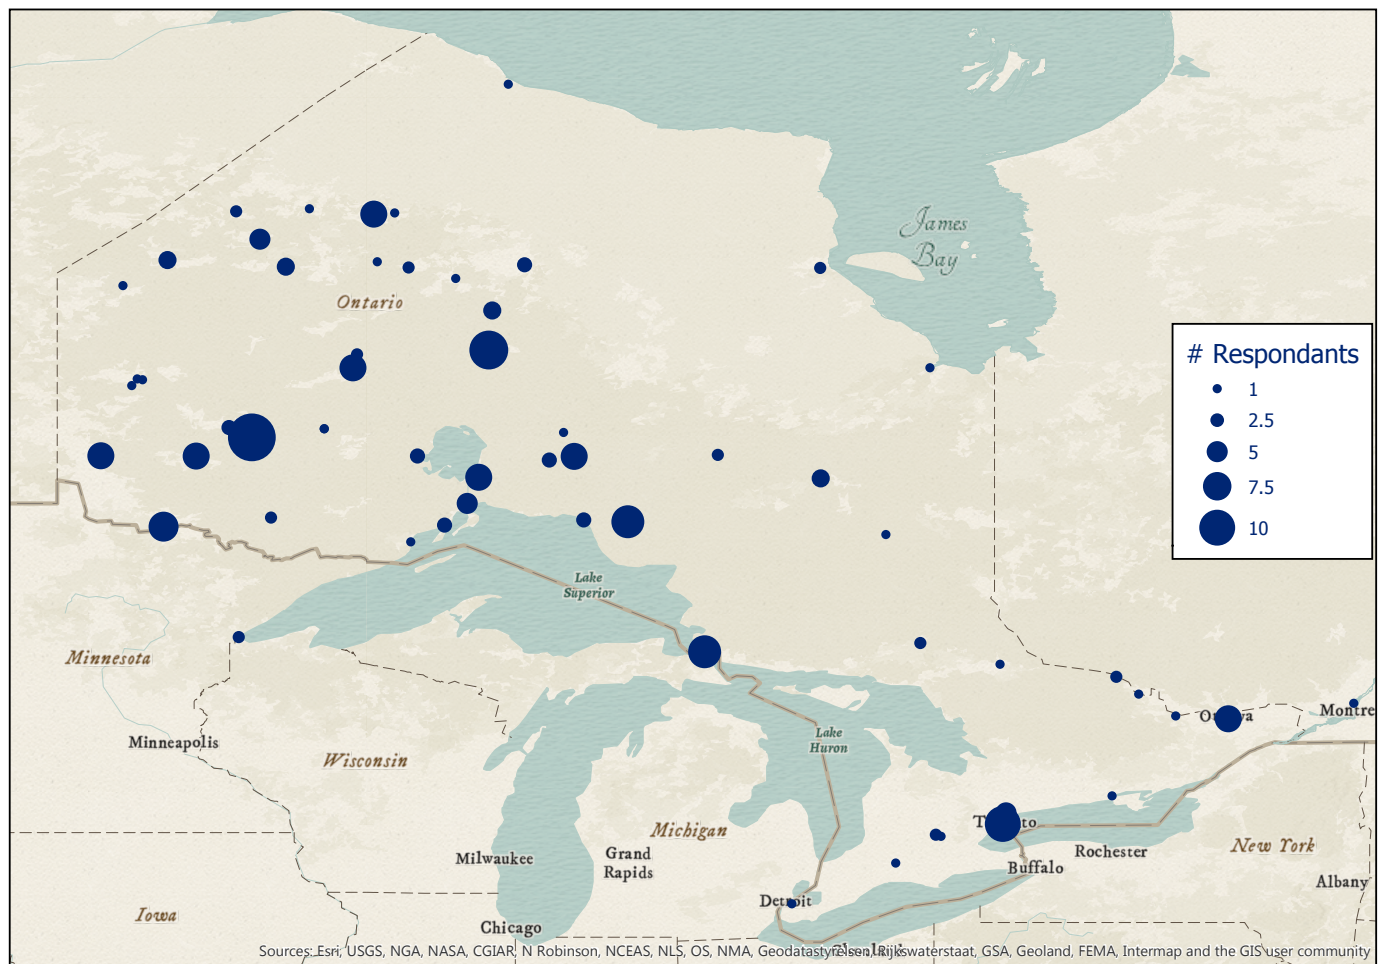 James
Bay
Ontario
# Respondants
1
2.5
5
7.5
10
Lake
Superior
Minnesota
Minneapolis
Wisconsin
Lake
Huron
Montre
Michigan
Milwaukee
Grand
Rapids
Rochester
Buffalo
New York
Albany
Detroit
Iowa
Chicago
Sources: Esri, USGS, NGA, NASA, CGIAR, N Robinson, NCEAS, NLS, OS, NMA, Geodatastyrelsen, Rijkswaterstaat, GSA, Geoland, FEMA, Intermap and the GIS user community